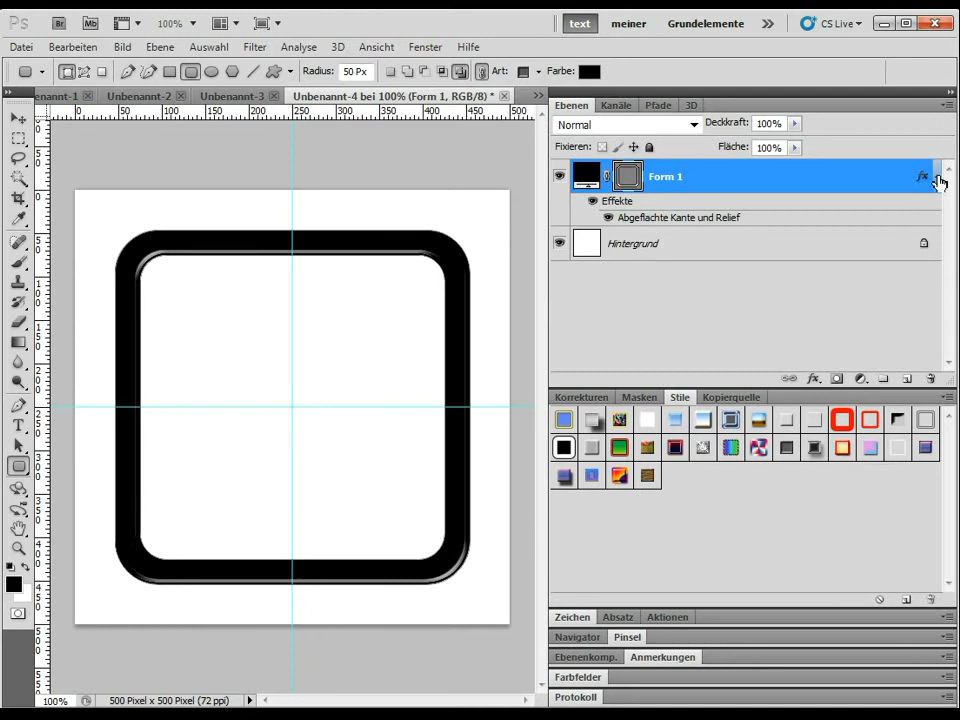 Ps Br Mb 100% text meiner Grundelemente CS Live
Datei Bearbeiten Bild Ebene Auswahl Filter Analyse 3D Ansicht Fenster Hilfe
Radius: 50 Px Art: Farbe:
enannt-1 Unbenannt-2 Unbenannt-3 Unbenannt-4 bei 100% (Form 1, RGB/8) *
0 50 100 150 200 250 300 350 400 450 500
Ebenen Kanäle Pfade 3D
Normal Deckkraft: 100%
Fixieren: Fläche: 100%
Form 1 fx
Effekte
Abgeflachte Kante und Relief
Hintergrund
fx
Korrekturen Masken Stile Kopierquelle
Zeichen Absatz Aktionen
Navigator Pinsel
Ebenenkomp. Anmerkungen
Farbfelder
Protokoll
100% 500 Pixel x 500 Pixel (72 ppi)